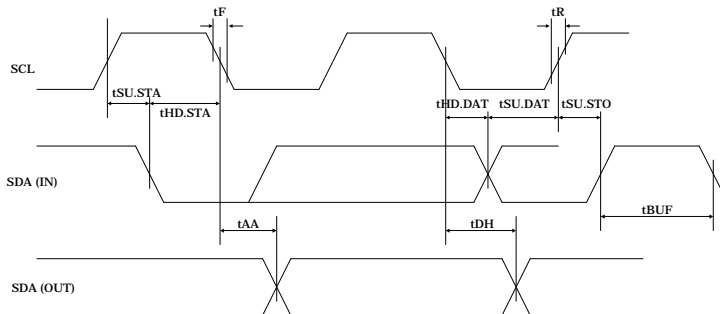 tF
tR
SCL
tSU.STA
tHD.STA
tHD.DAT
tSU.DAT
tSU.STO
SDA (IN)
tBUF
tAA
tDH
SDA (OUT)